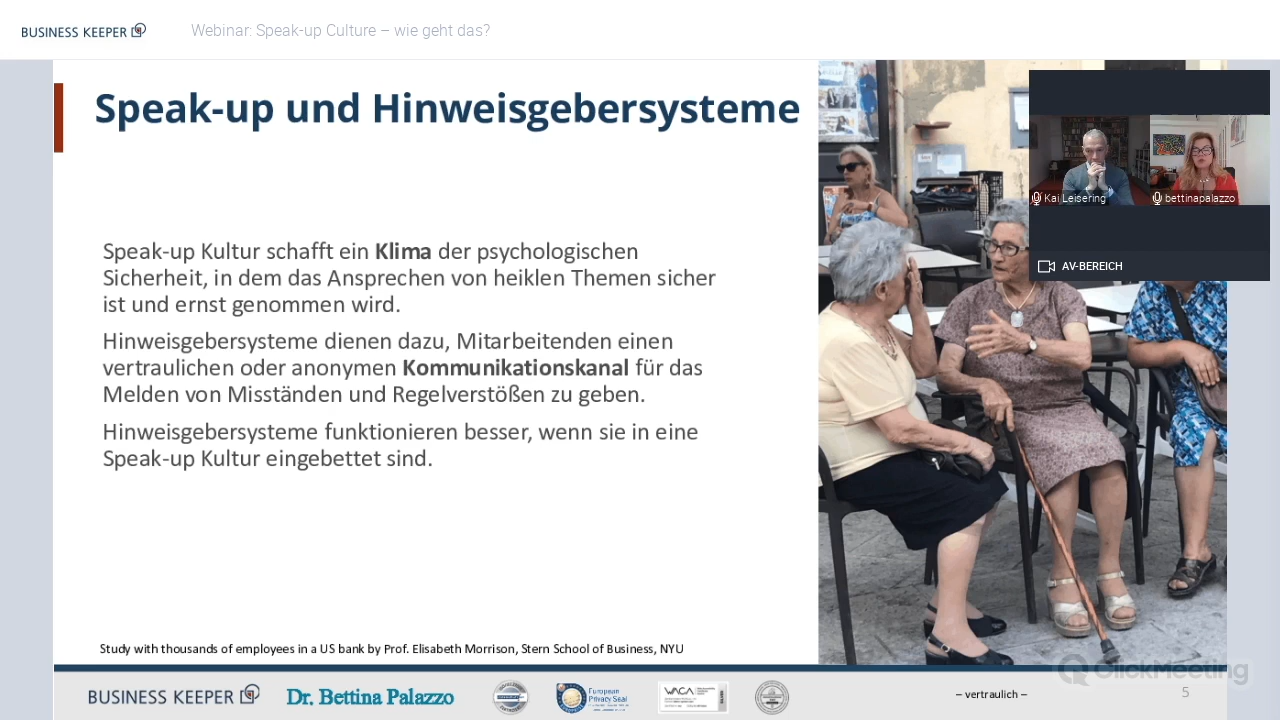 BUSINESS KEEPER
Webinar: Speak-up Culture – wie geht das?
Speak-up und Hinweisgebersysteme
Speak-up Kultur schafft ein Klima der psychologischen
Sicherheit, in dem das Ansprechen von heiklen Themen sicher
ist und ernst genommen wird.
Hinweisgebersysteme dienen dazu, Mitarbeitenden einen
vertraulichen oder anonymen Kommunikationskanal für das
Melden von Misständen und Regelverstößen zu geben.
Hinweisgebersysteme funktionieren besser, wenn sie in eine
Speak-up Kultur eingebettet sind.
Kai Leisering
bettinapalazzo
AV-BEREICH
Study with thousands of employees in a US bank by Prof. Elisabeth Morrison, Stern School of Business, NYU
BUSINESS KEEPER
Dr. Bettina Palazzo
European
Privacy Seal
WACA
– vertraulich –
ClickMeeting
5